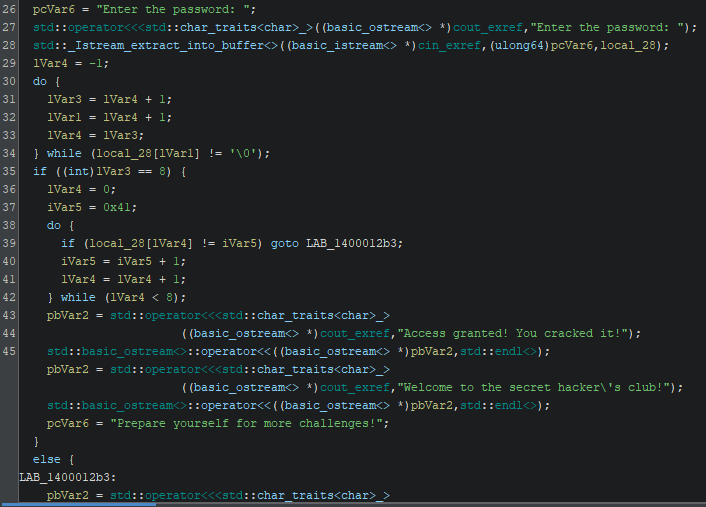 26 pcVar6 = "Enter the password: ";
27 std::operator<<<std::char_traits<char>_>((basic_ostream<> *)cout_exref,"Enter the password: ");
28 std::_Istream_extract_into_buffer<>((basic_istream<> *)cin_exref,(ulong64)pcVar6,local_28);
29 lVar4 = -1;
30 do {
31 lVar3 = lVar4 + 1;
32 lVar1 = lVar4 + 1;
33 lVar4 = lVar3;
34 } while (local_28[lVar1] != '\0');
35 if ((int)lVar3 == 8) {
36 lVar4 = 0;
37 iVar5 = 0x41;
38 do {
39 if (local_28[lVar4] != iVar5) goto LAB_1400012b3;
40 iVar5 = iVar5 + 1;
41 lVar4 = lVar4 + 1;
42 } while (lVar4 < 8);
43 pbVar2 = std::operator<<<std::char_traits<char>_>
44 ((basic_ostream<> *)cout_exref,"Access granted! You cracked it!");
45 std::basic_ostream<>::operator<<((basic_ostream<> *)pbVar2,std::endl<>);
pbVar2 = std::operator<<<std::char_traits<char>_>
((basic_ostream<> *)cout_exref,"Welcome to the secret hacker\'s club!");
std::basic_ostream<>::operator<<((basic_ostream<> *)pbVar2,std::endl<>);
pcVar6 = "Prepare yourself for more challenges!";
}
else {
LAB_1400012b3:
pbVar2 = std::operator<<<std::char_traits<char>_>